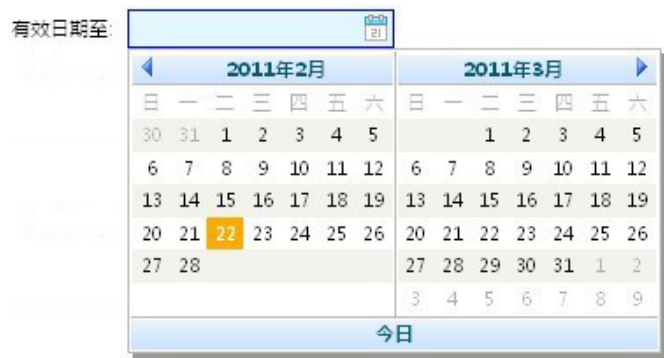 有效日期至:
21
2011年2月 2011年3月
日 一 二 三 四 五 六 日 一 二 三 四 五 六
30 31 1 2 3 4 5 1 2 3 4 5
6 7 8 9 10 11 12 6 7 8 9 10 11 12
13 14 15 16 17 18 19 13 14 15 16 17 18 19
20 21 22 23 24 25 26 20 21 22 23 24 25 26
27 28 27 28 29 30 31 1 2
3 4 5 6 7 8 9
今日